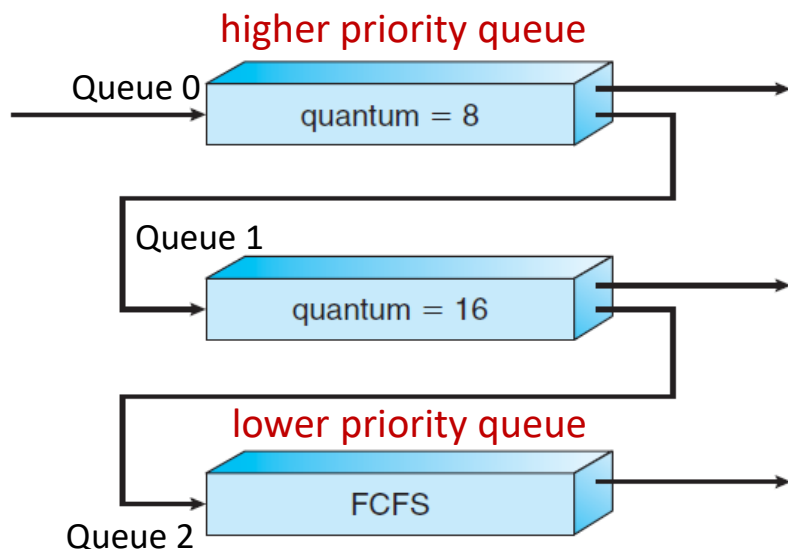 higher priority queue
Queue 0
quantum = 8
Queue 1
quantum = 16
lower priority queue
FCFS
Queue 2